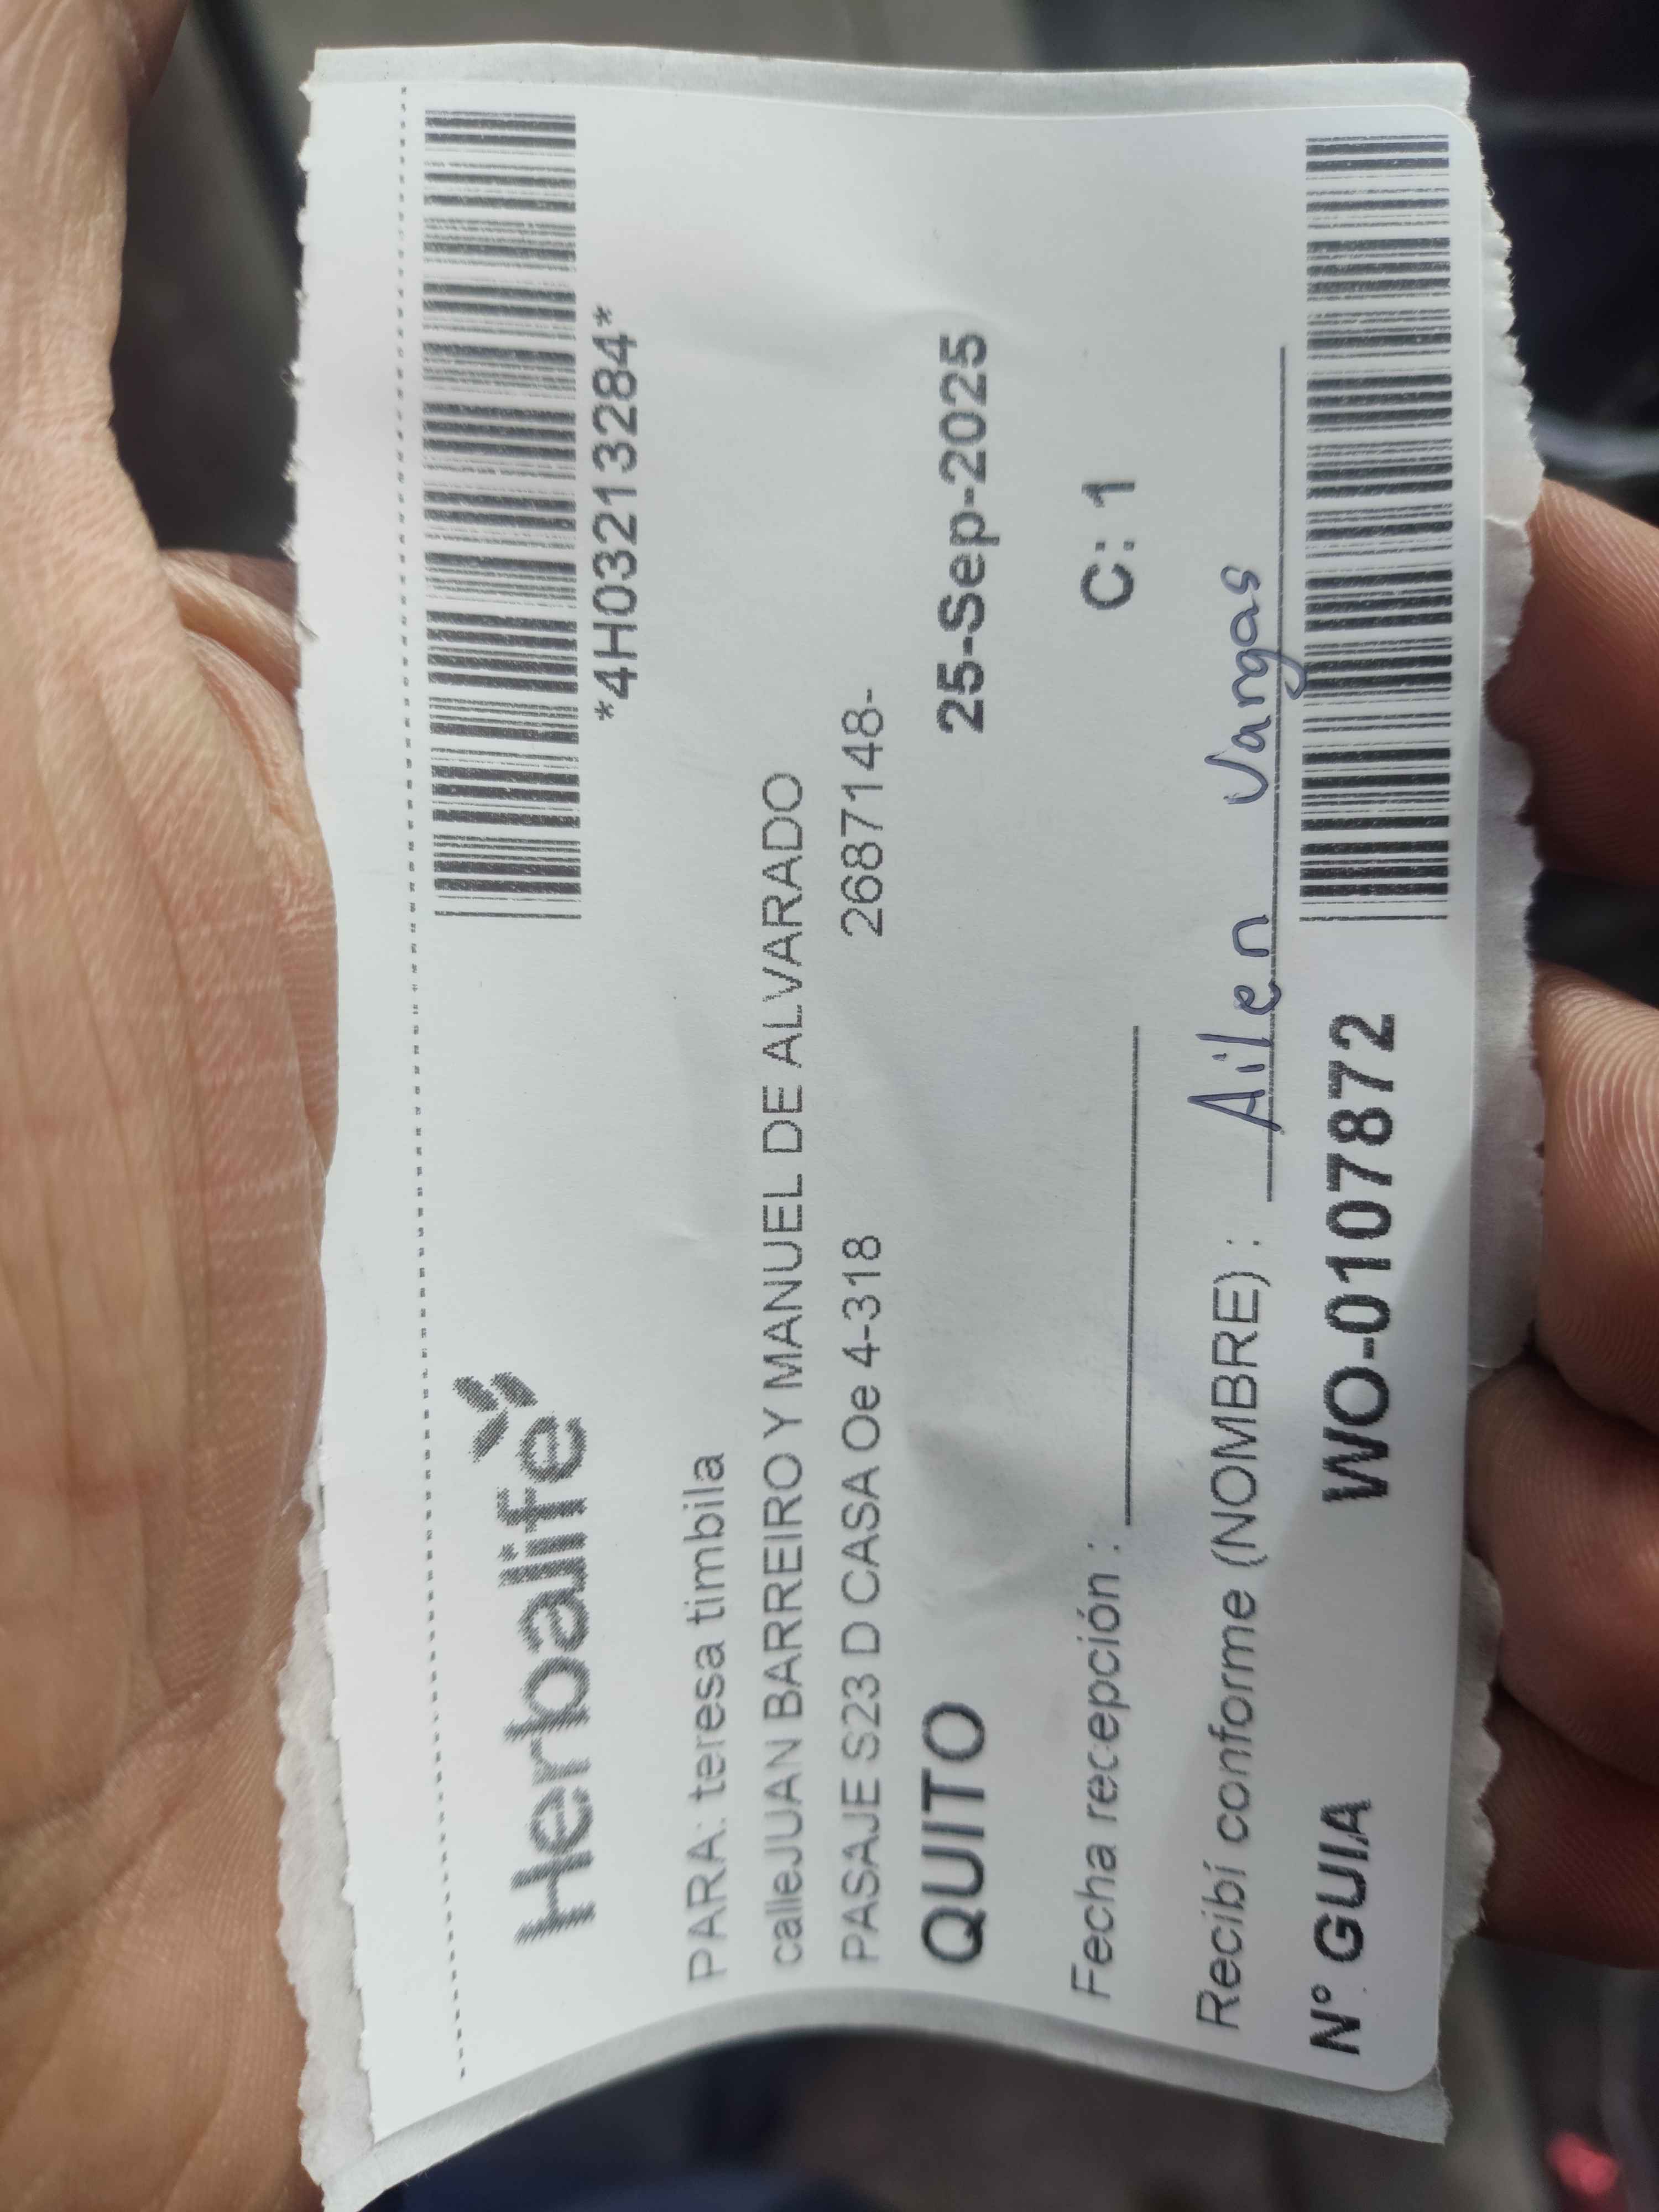 Herbalife
*4H03213284*
PARA: teresa timbila
calleJUAN BARREIRO Y MANUEL DE ALVARADO
PASAJE S23 D CASA Oe 4-318 2687148-
QUITO 25-Sep-2025
Fecha recepción : C: 1
Recibí conforme (NOMBRE) : Ailen Vargas
N° GUIA WO-0107872